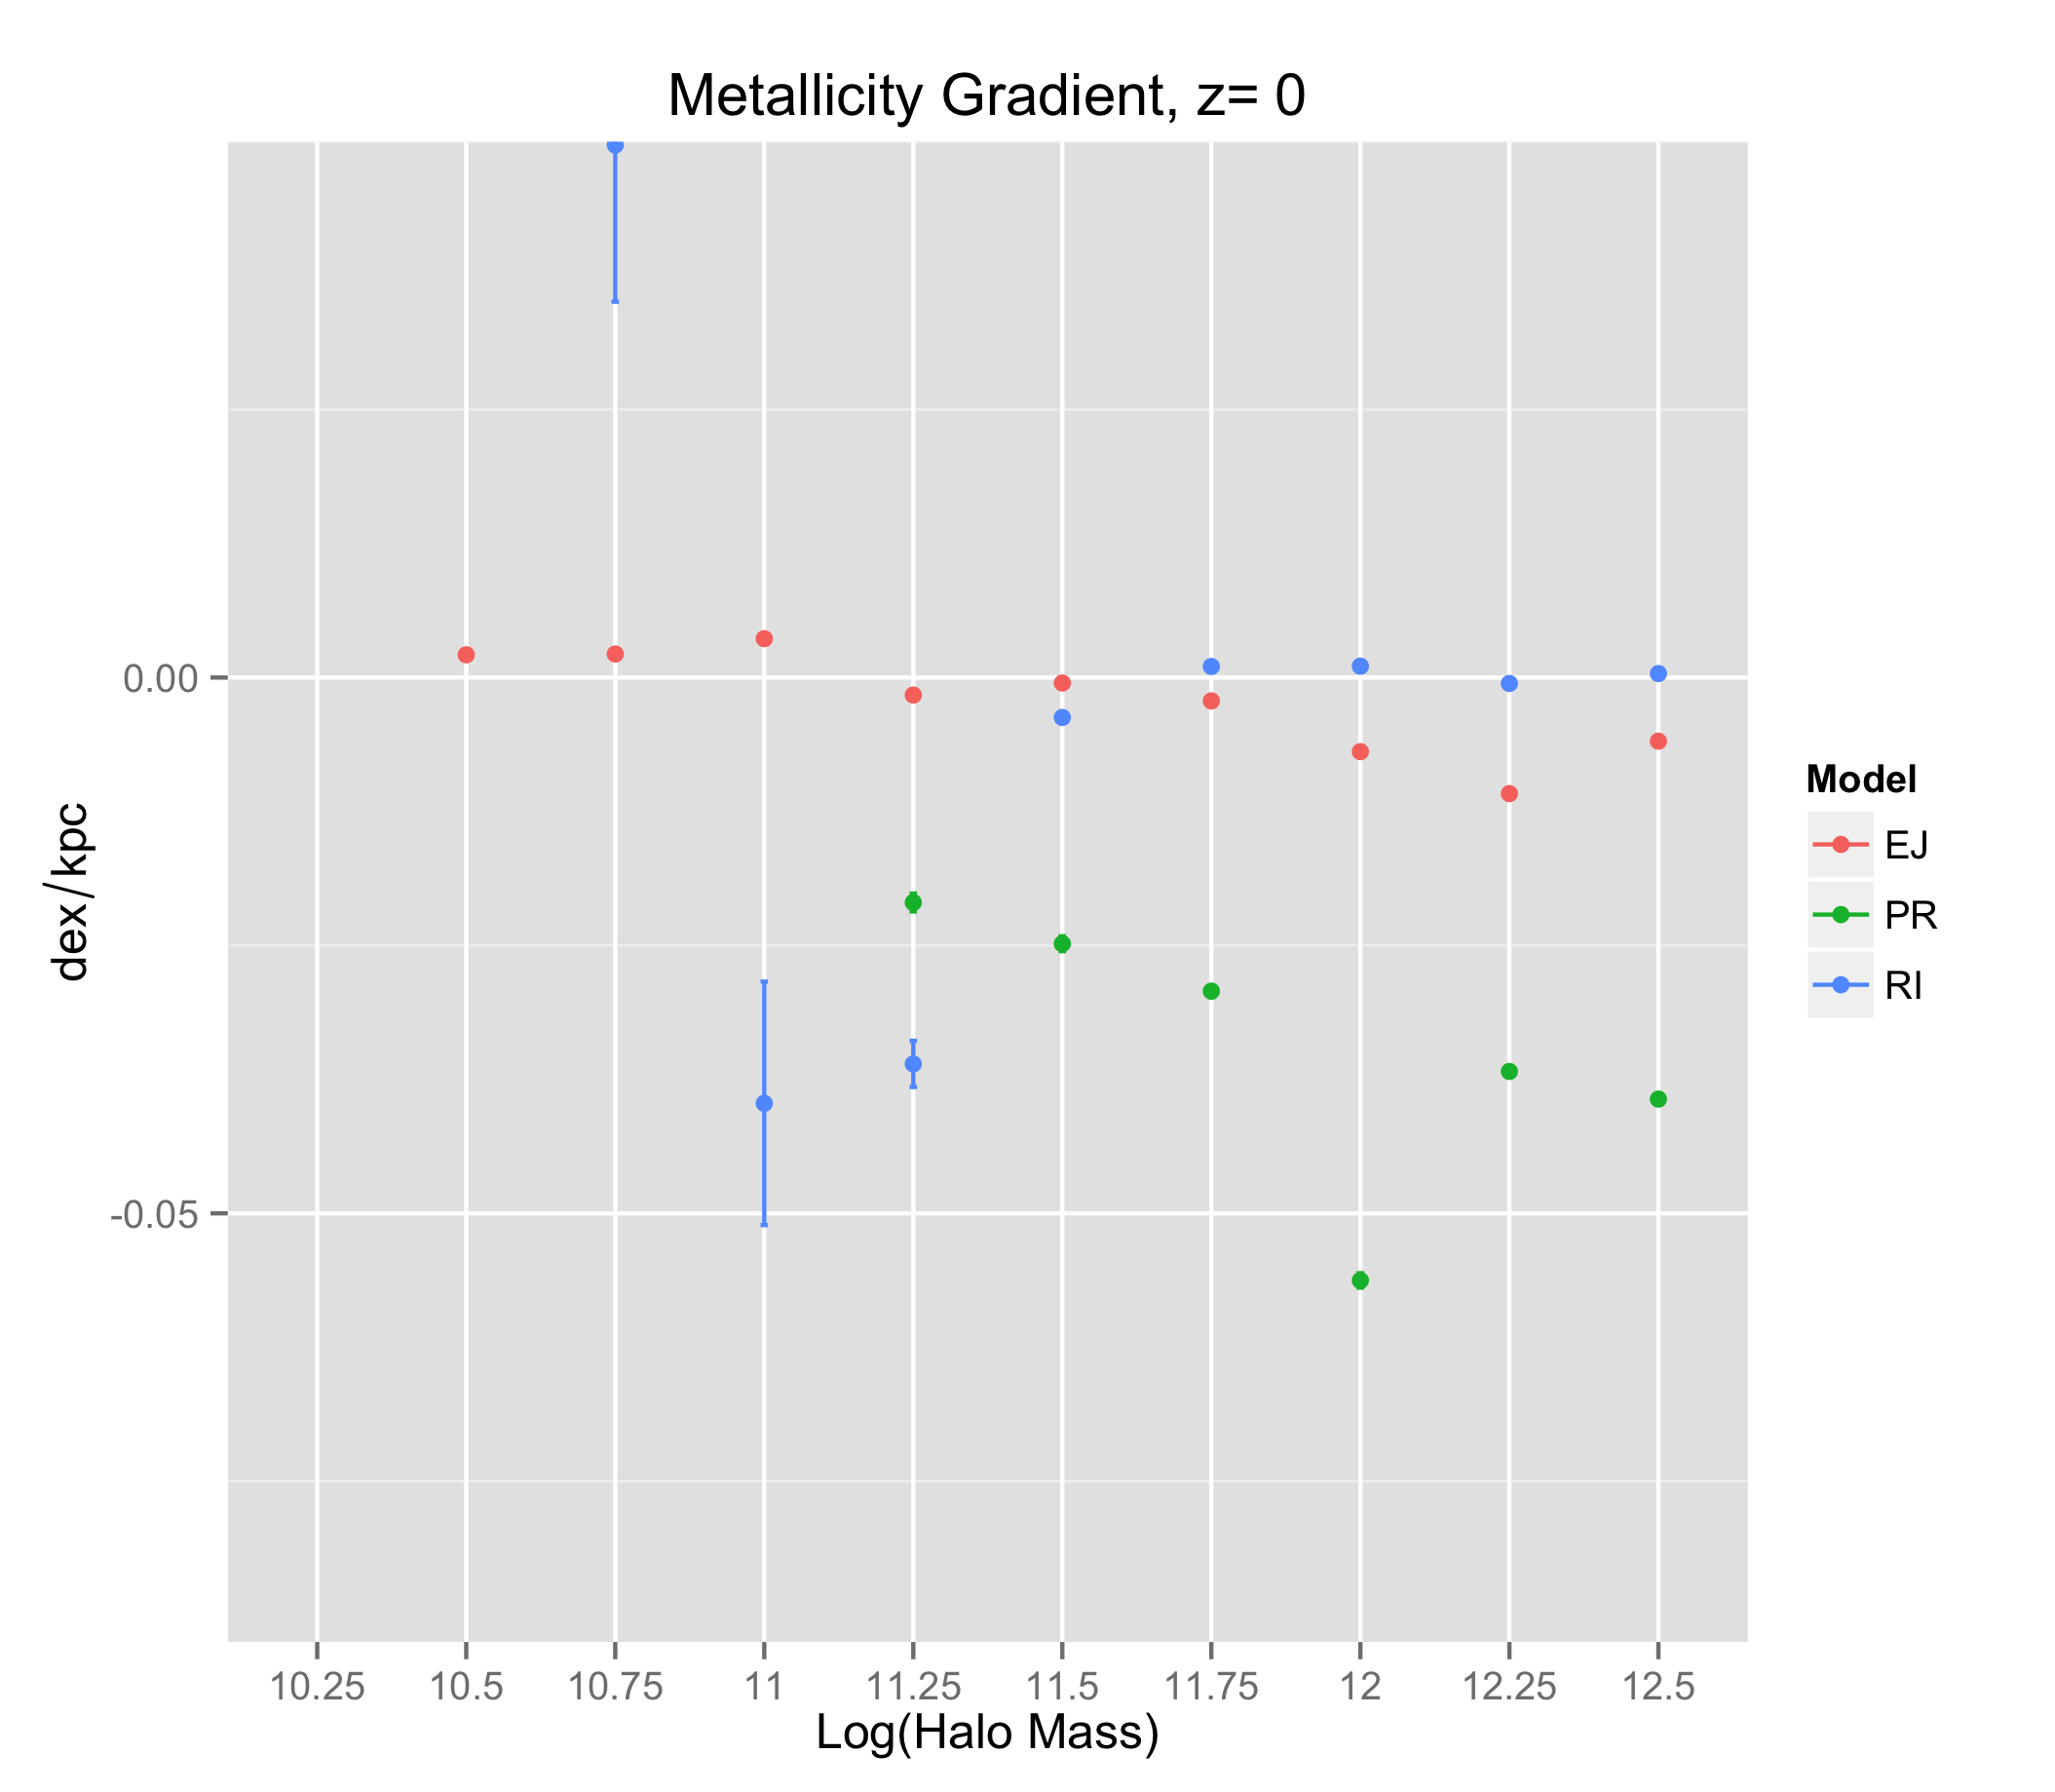 Metallicity Gradient, z= 0
dex/kpc
0.00
-0.05
10.25 10.5 10.75 11 11.25 11.5 11.75 12 12.25 12.5
Log(Halo Mass)
Model
EJ
PR
RI